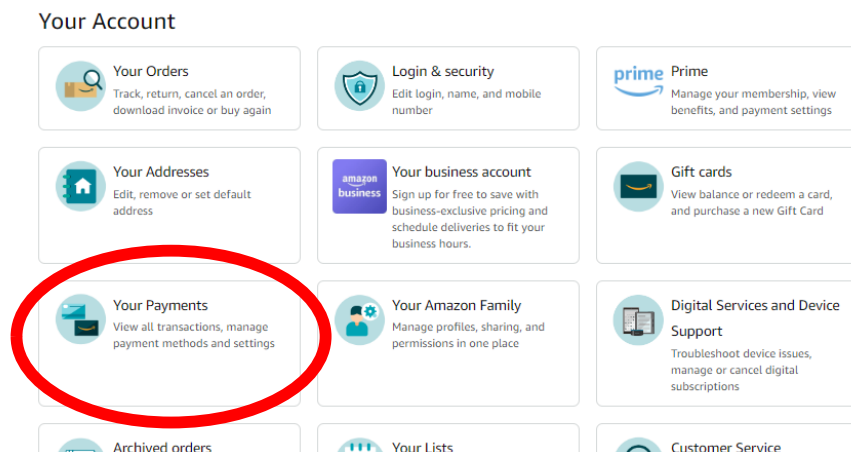 Your Account
Your Orders
Track, return, cancel an order,
download invoice or buy again
Login & security
Edit login, name, and mobile
number
prime
Prime
Manage your membership, view
benefits, and payment settings
Your Addresses
Edit, remove or set default
address
amazon
business
Your business account
Sign up for free to save with
business-exclusive pricing and
schedule deliveries to fit your
business hours.
Gift cards
View balance or redeem a card,
and purchase a new Gift Card
Your Payments
View all transactions, manage
payment methods and settings
Your Amazon Family
Manage profiles, sharing, and
permissions in one place
Digital Services and Device
Support
Troubleshoot device issues,
manage or cancel digital
subscriptions
Archived orders
Your Lists
Customer Service